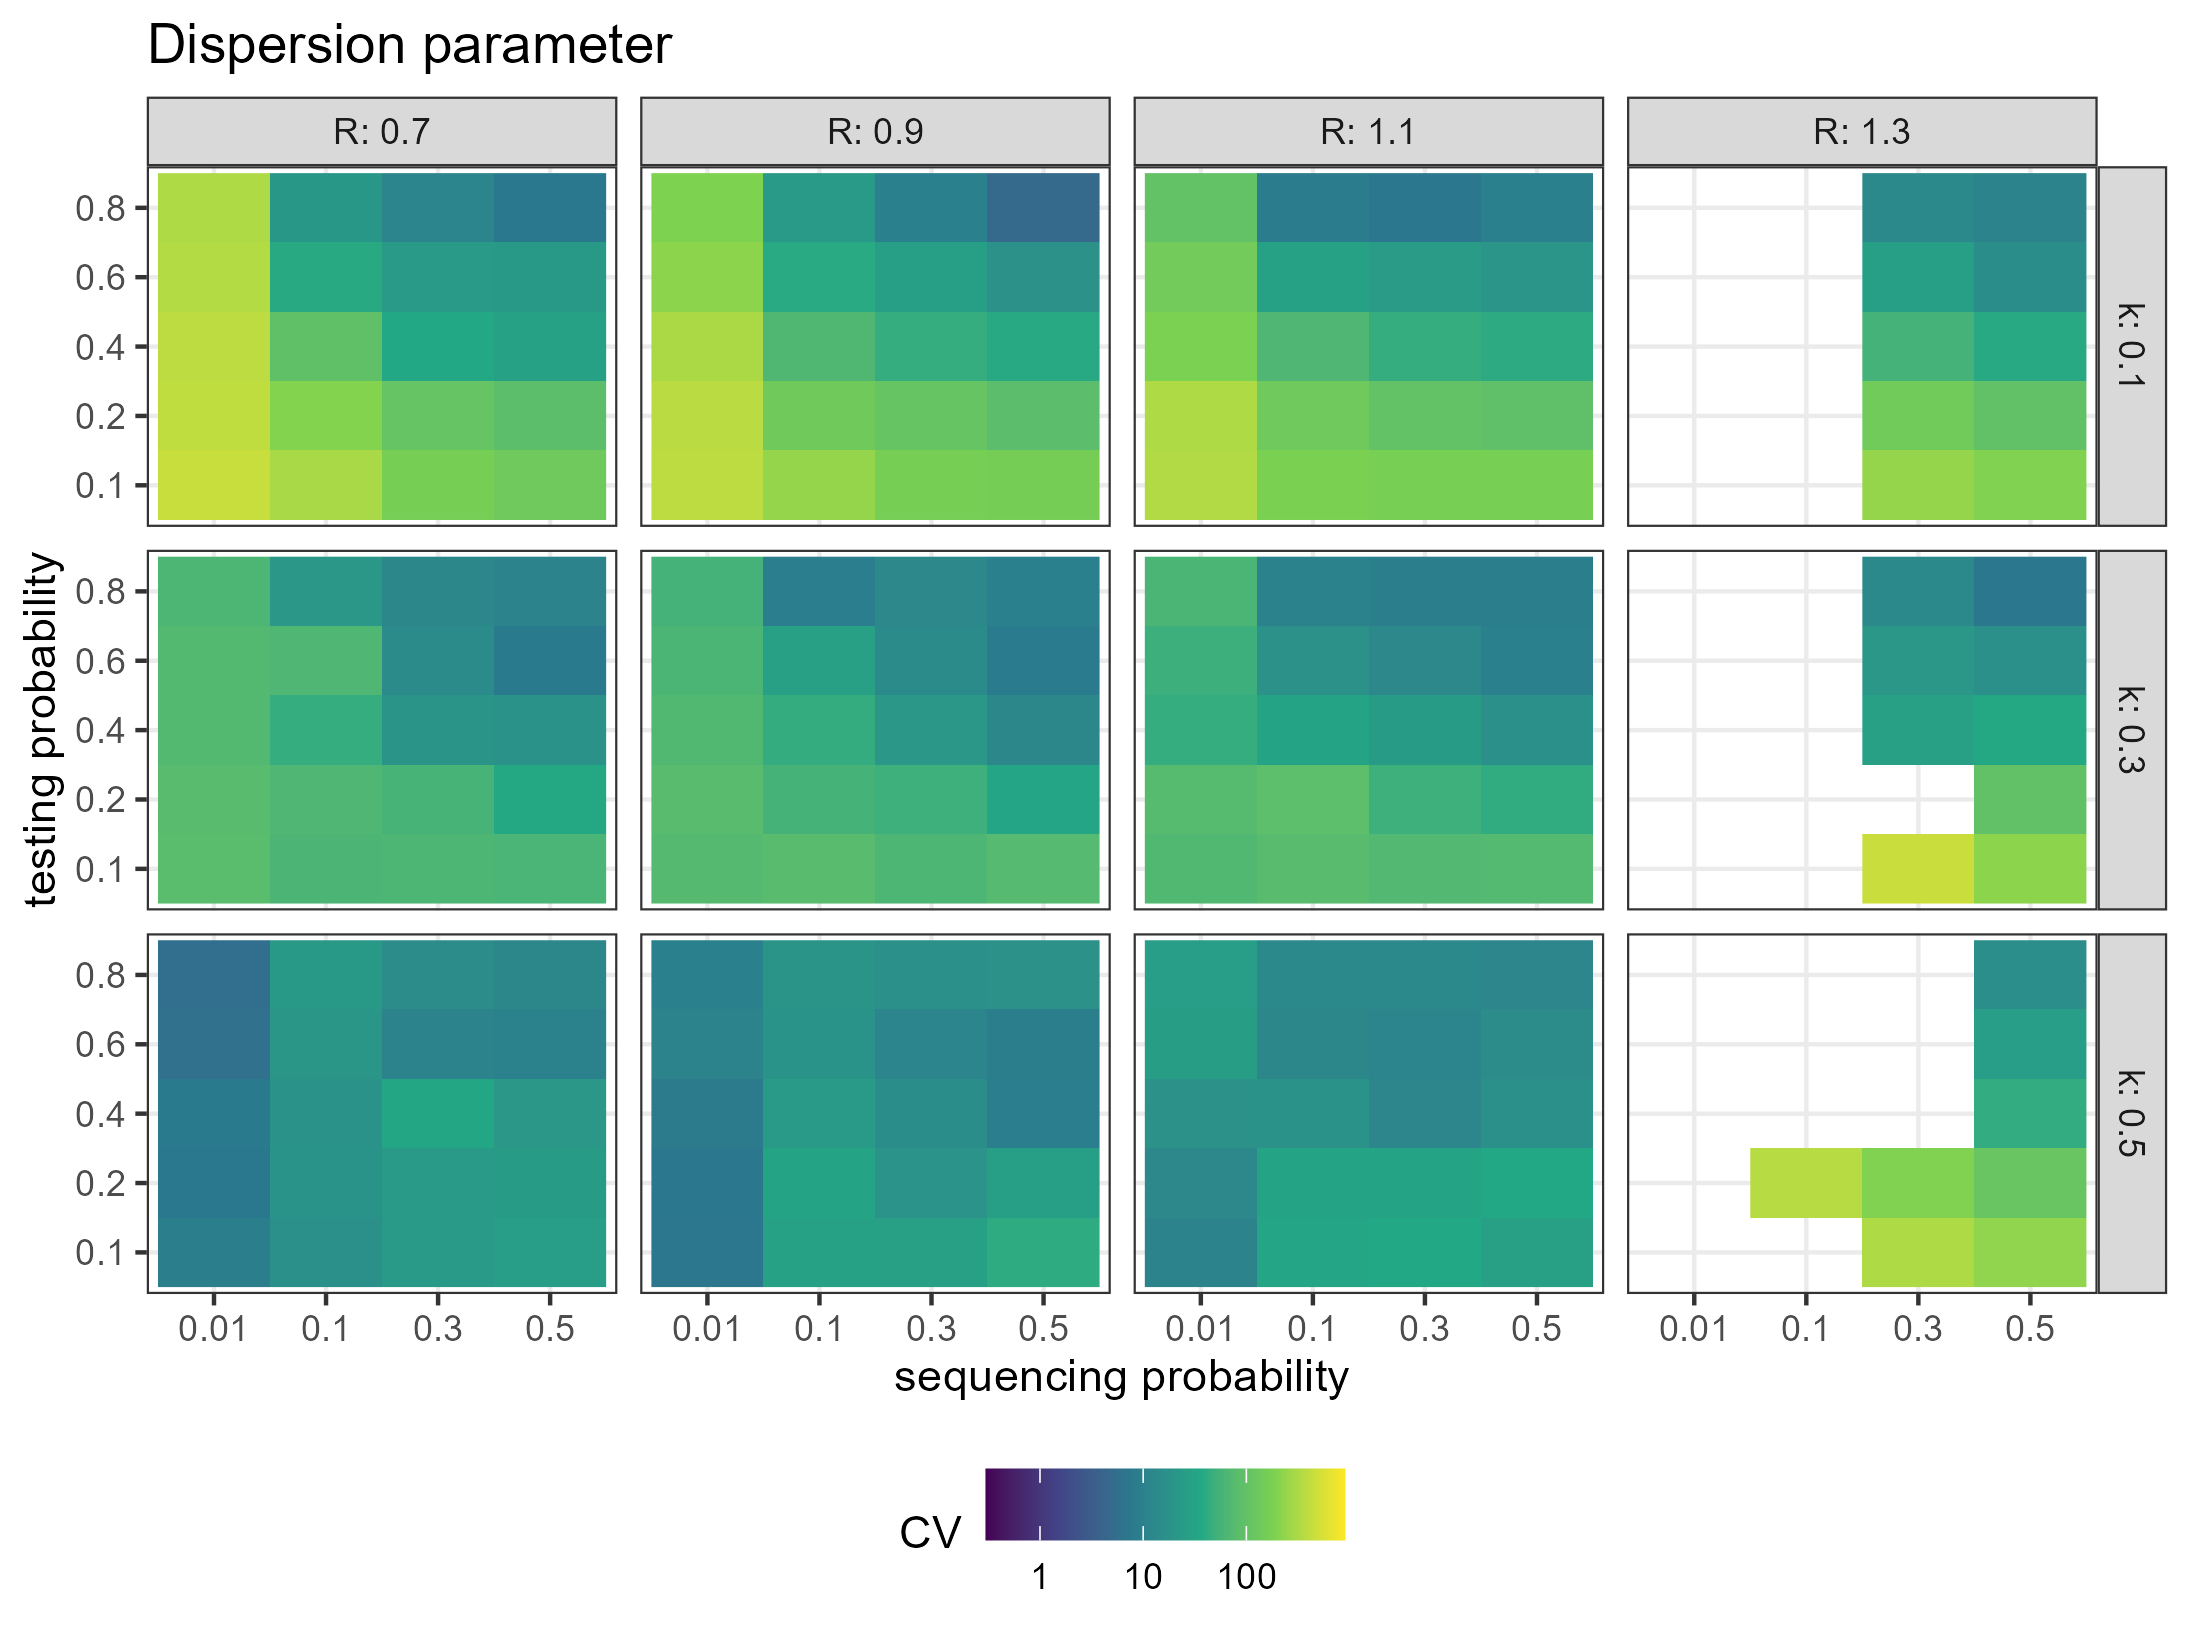 Dispersion parameter
R: 0.7 R: 0.9 R: 1.1 R: 1.3
0.8
0.6
0.4
0.2
0.1
k: 0.1
testing probability
0.8
0.6
0.4
0.2
0.1
k: 0.3
0.8
0.6
0.4
0.2
0.1
k: 0.5
0.01 0.1 0.3 0.5 0.01 0.1 0.3 0.5 0.01 0.1 0.3 0.5 0.01 0.1 0.3 0.5
sequencing probability
CV
1 10 100